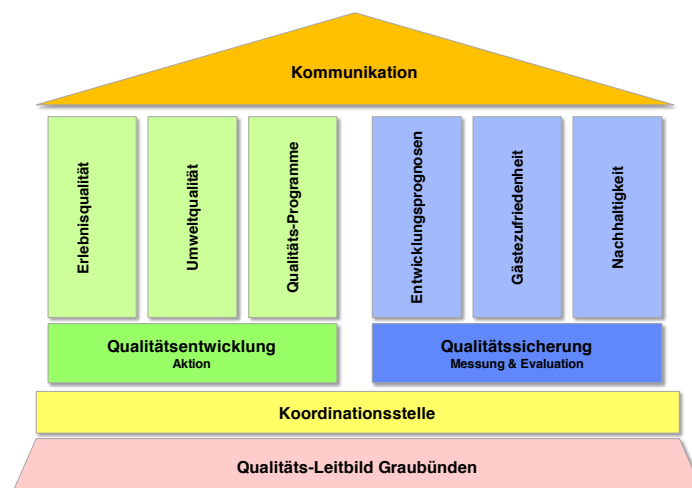 Kommunikation
Erlebnisqualität
Umweltqualität
Qualitäts-Programme
Entwicklungsprognosen
Gästezufriedenheit
Nachhaltigkeit
Qualitätsentwicklung
Aktion
Qualitätssicherung
Messung & Evaluation
Koordinationsstelle
Qualitäts-Leitbild Graubünden